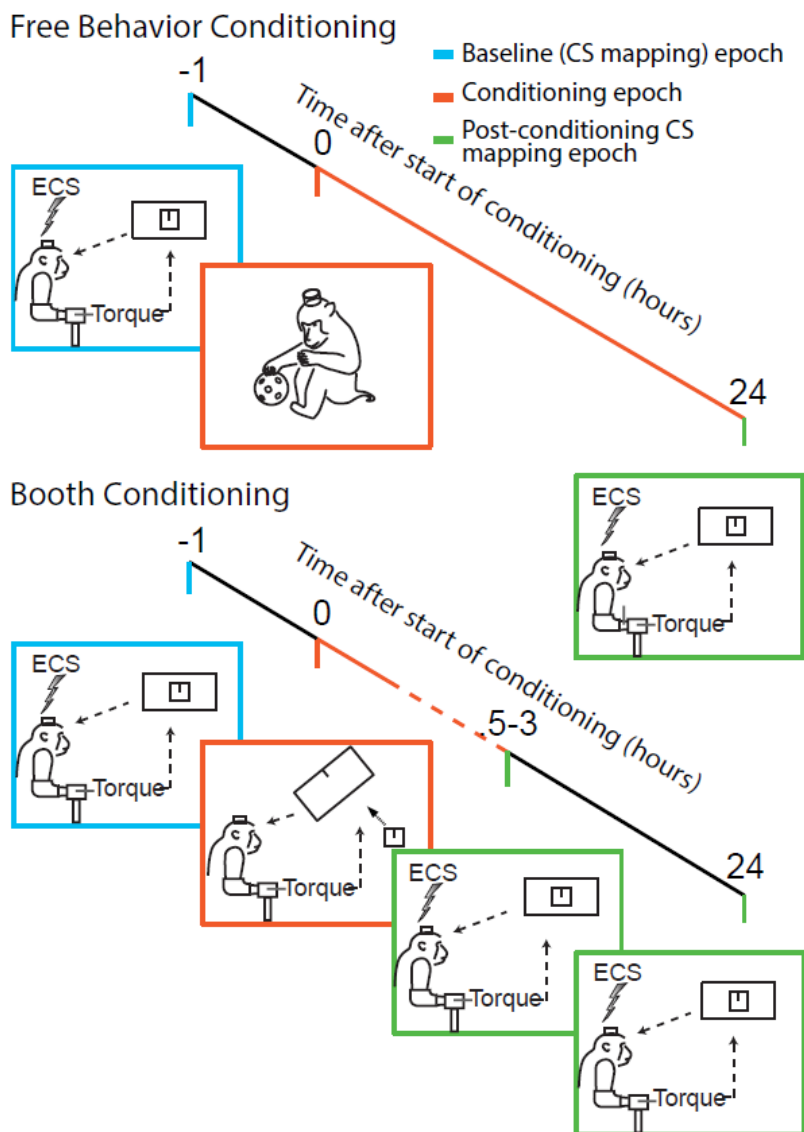 Free Behavior Conditioning
Baseline (CS mapping) epoch
Conditioning epoch
Post-conditioning CS
mapping epoch
-1
0
Time after start of conditioning (hours)
24
ECS
Torque
ECS
Torque
Booth Conditioning
-1
0
Time after start of conditioning (hours)
.5-3
24
ECS
Torque
Torque
ECS
Torque
ECS
Torque